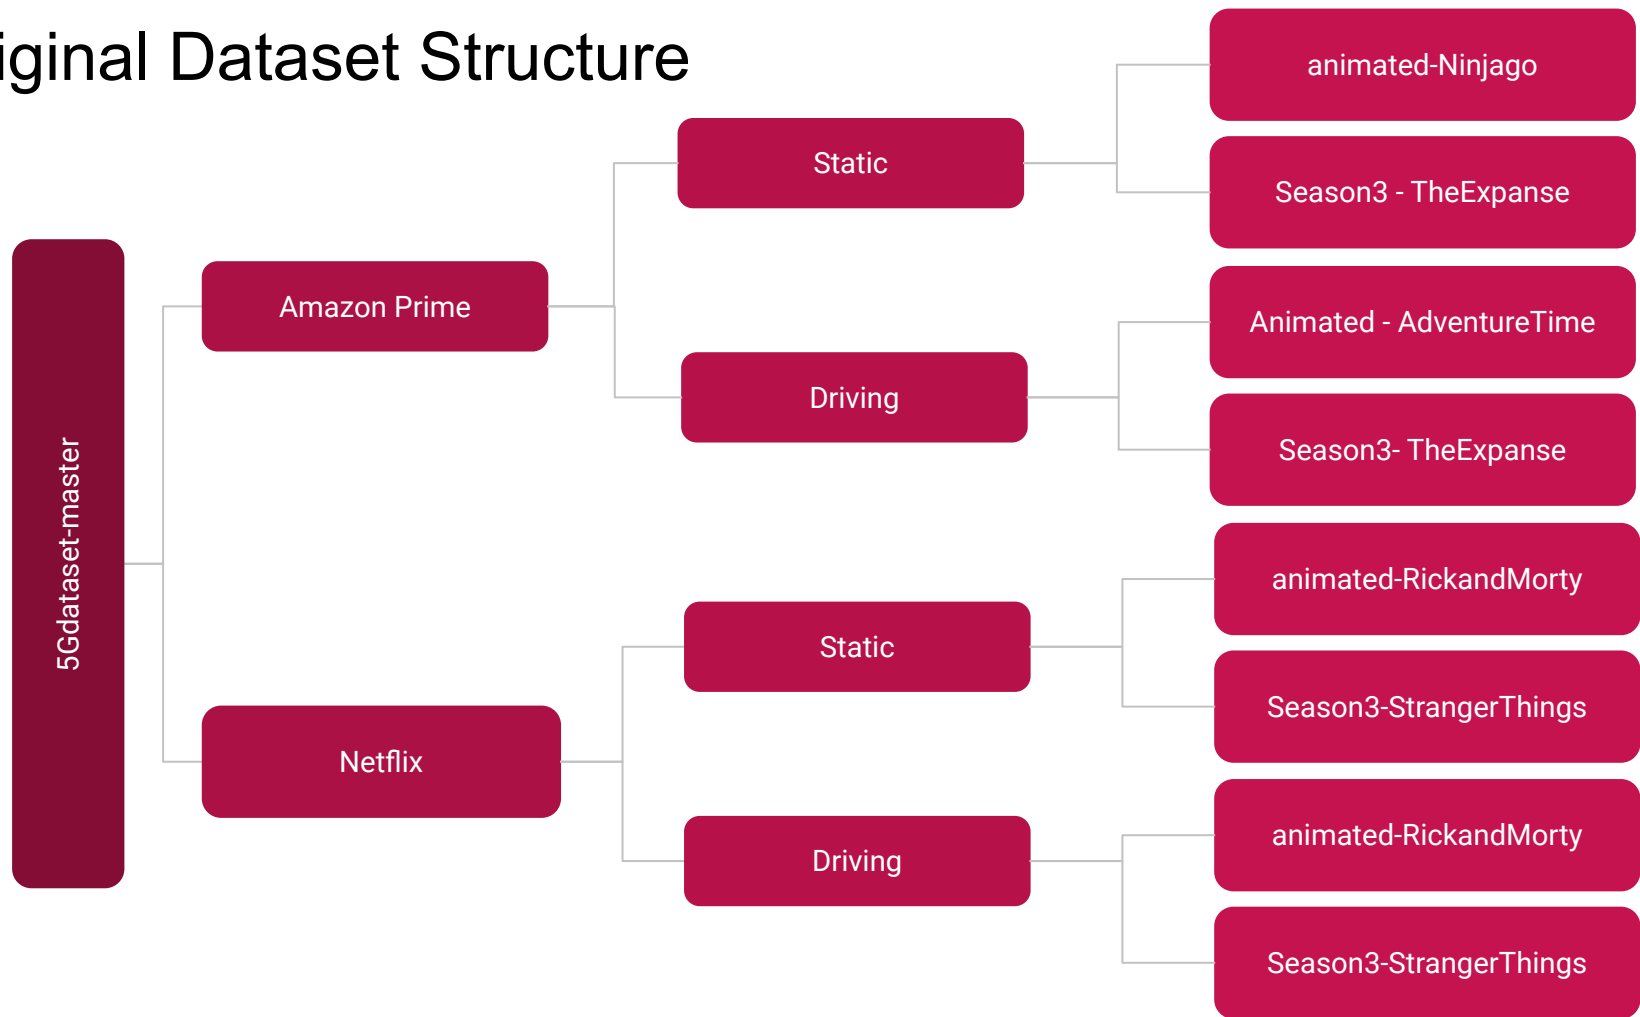 iginal Dataset Structure
5Gdataset-master
Amazon Prime
Static
animated-Ninjago
Season3 - TheExpanse
Driving
Animated - AdventureTime
Season3- TheExpanse
Netflix
Static
animated-RickandMorty
Season3-StrangerThings
Driving
animated-RickandMorty
Season3-StrangerThings